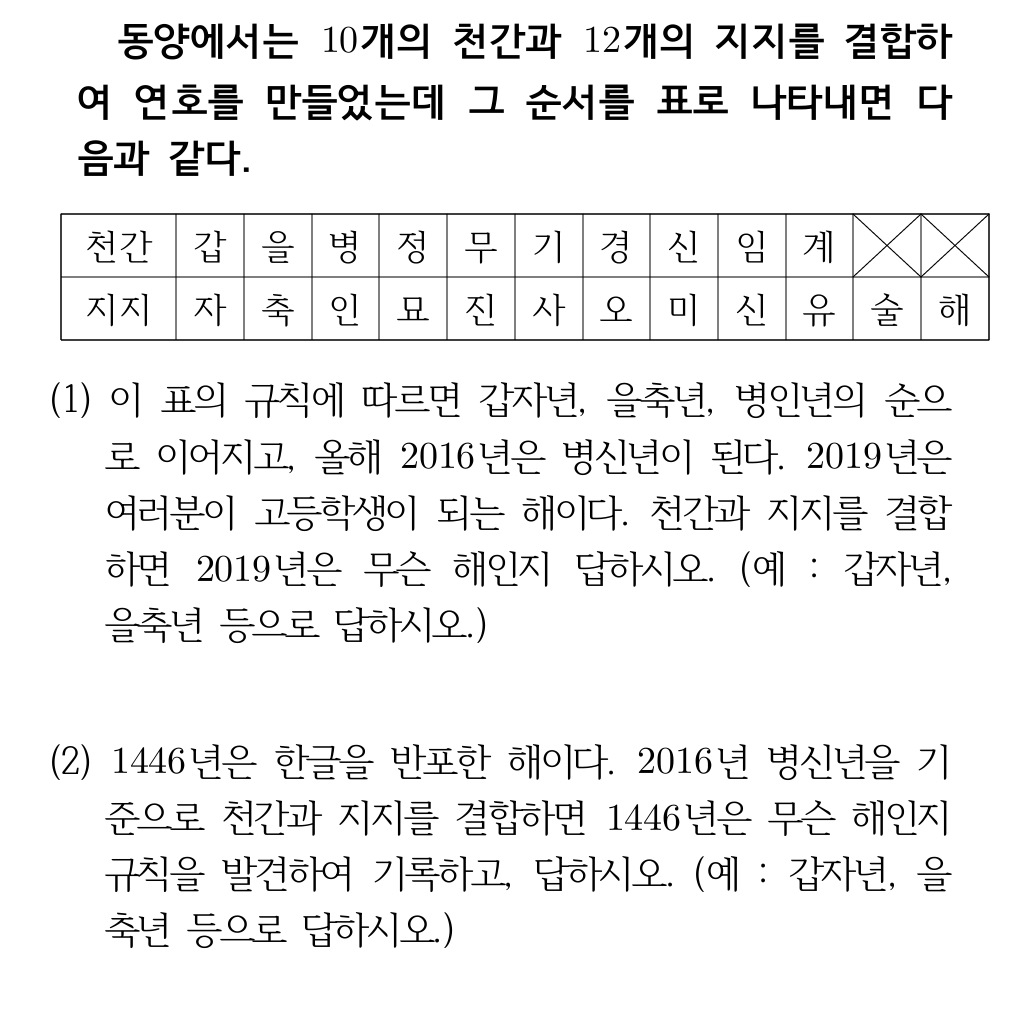 동양에서는 10개의 천간과 12개의 지지를 결합하
여 연호를 만들었는데 그 순서를 표로 나타내면 다
음과 같다.
천간 갑 을 병 정 무 기 경 신 임 계
지지 자 축 인 묘 진 사 오 미 신 유 술 해
(1) 이 표의 규칙에 따르면 갑자년, 을축년, 병인년의 순으
로 이어지고, 올해 2016년은 병신년이 된다. 2019년은
여러분이 고등학생이 되는 해이다. 천간과 지지를 결합
하면 2019년은 무슨 해인지 답하시오. (예 : 갑자년,
을축년 등으로 답하시오.)
(2) 1446년은 한글을 반포한 해이다. 2016년 병신년을 기
준으로 천간과 지지를 결합하면 1446년은 무슨 해인지
규칙을 발견하여 기록하고, 답하시오. (예 : 갑자년, 을
축년 등으로 답하시오.)